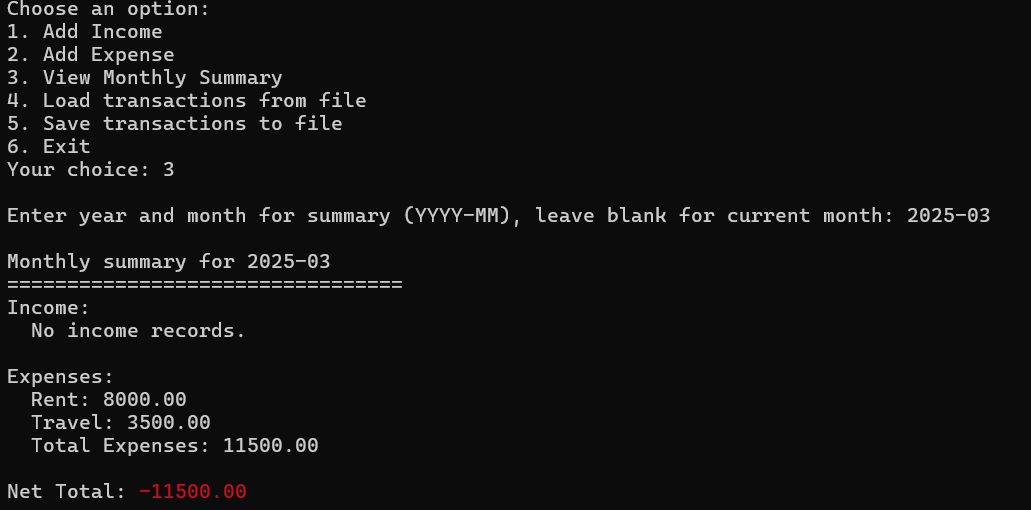 Choose an option:
1. Add Income
2. Add Expense
3. View Monthly Summary
4. Load transactions from file
5. Save transactions to file
6. Exit
Your choice: 3
Enter year and month for summary (YYYY-MM), leave blank for current month: 2025-03
Monthly summary for 2025-03
=================================
Income:
  No income records.
Expenses:
  Rent: 8000.00
  Travel: 3500.00
  Total Expenses: 11500.00
Net Total: -11500.00